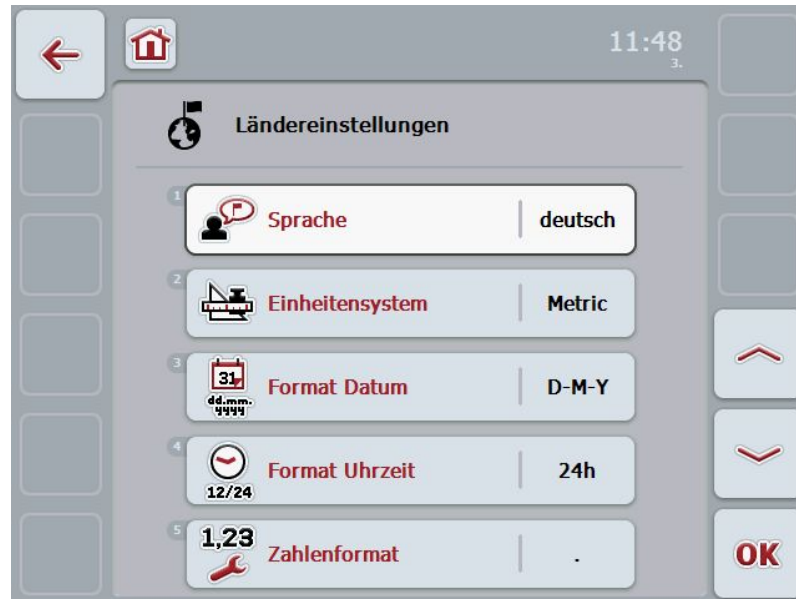 11:48
3.
Ländereinstellungen
1
Sprache deutsch
2
Einheitensystem Metric
3
31
dd.mm.
yyyy
Format Datum D-M-Y
4
12/24
Format Uhrzeit 24h
5
1,23
Zahlenformat .
OK